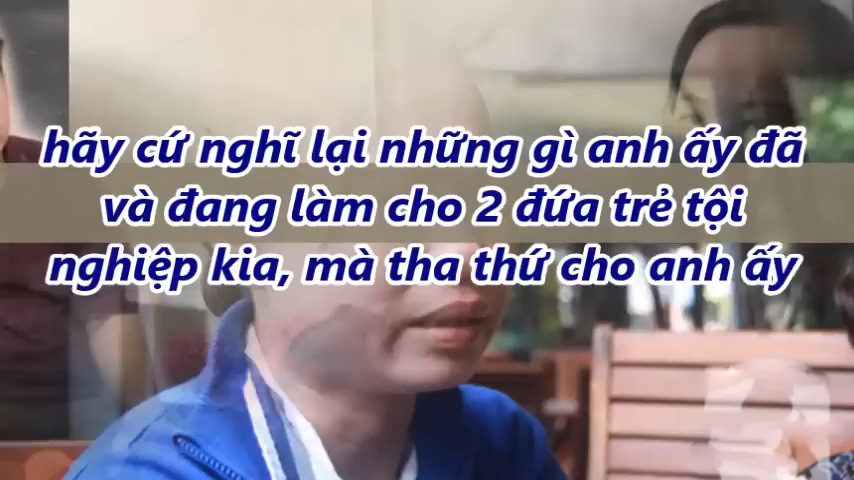 hãy cứ nghĩ lại những gì anh ấy đã
và đang làm cho 2 đứa trẻ tội
nghiệp kia, mà tha thứ cho anh ấy